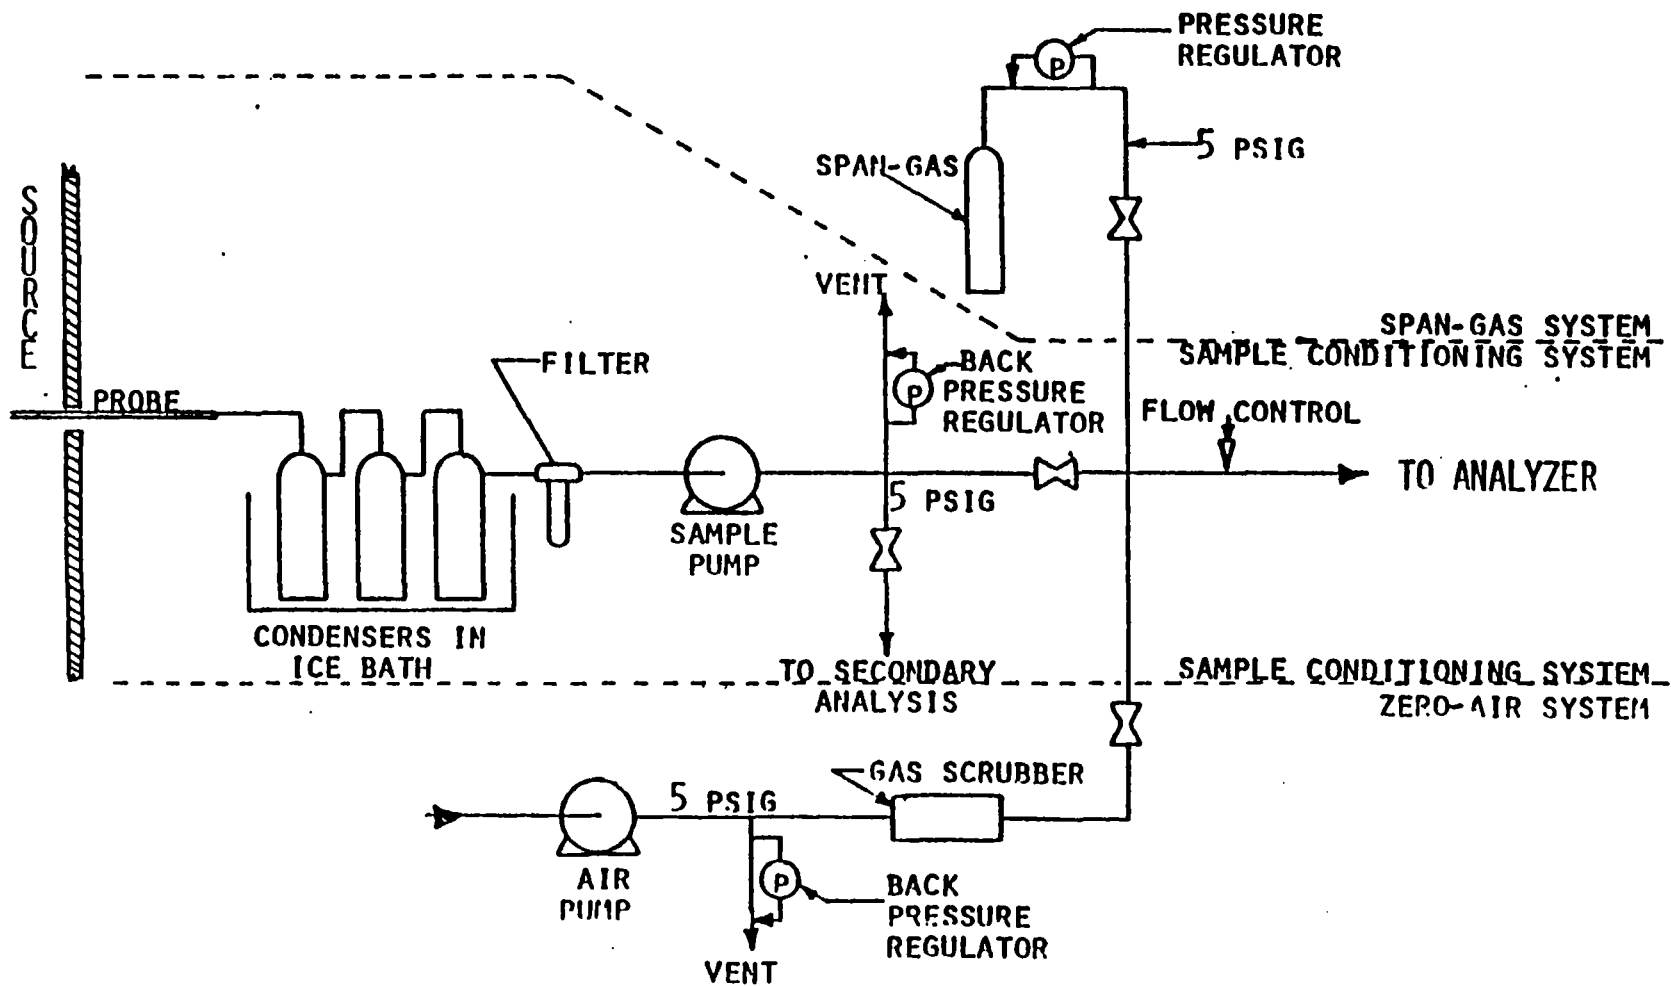 PRESSURE
REGULATOR
P
5 PSIG
SPAN-GAS
SOURCE
VENT
SPAN-GAS SYSTEM
SAMPLE CONDITIONING SYSTEM
FILTER
BACK
PRESSURE
REGULATOR
P
PROBE
FLOW CONTROL
TO ANALYZER
5 PSIG
SAMPLE
PUMP
CONDENSERS IN
ICE BATH
TO SECONDARY
ANALYSIS
SAMPLE CONDITIONING SYSTEM
ZERO-AIR SYSTEM
GAS SCRUBBER
5 PSIG
AIR
PUMP
P
BACK
PRESSURE
REGULATOR
VENT